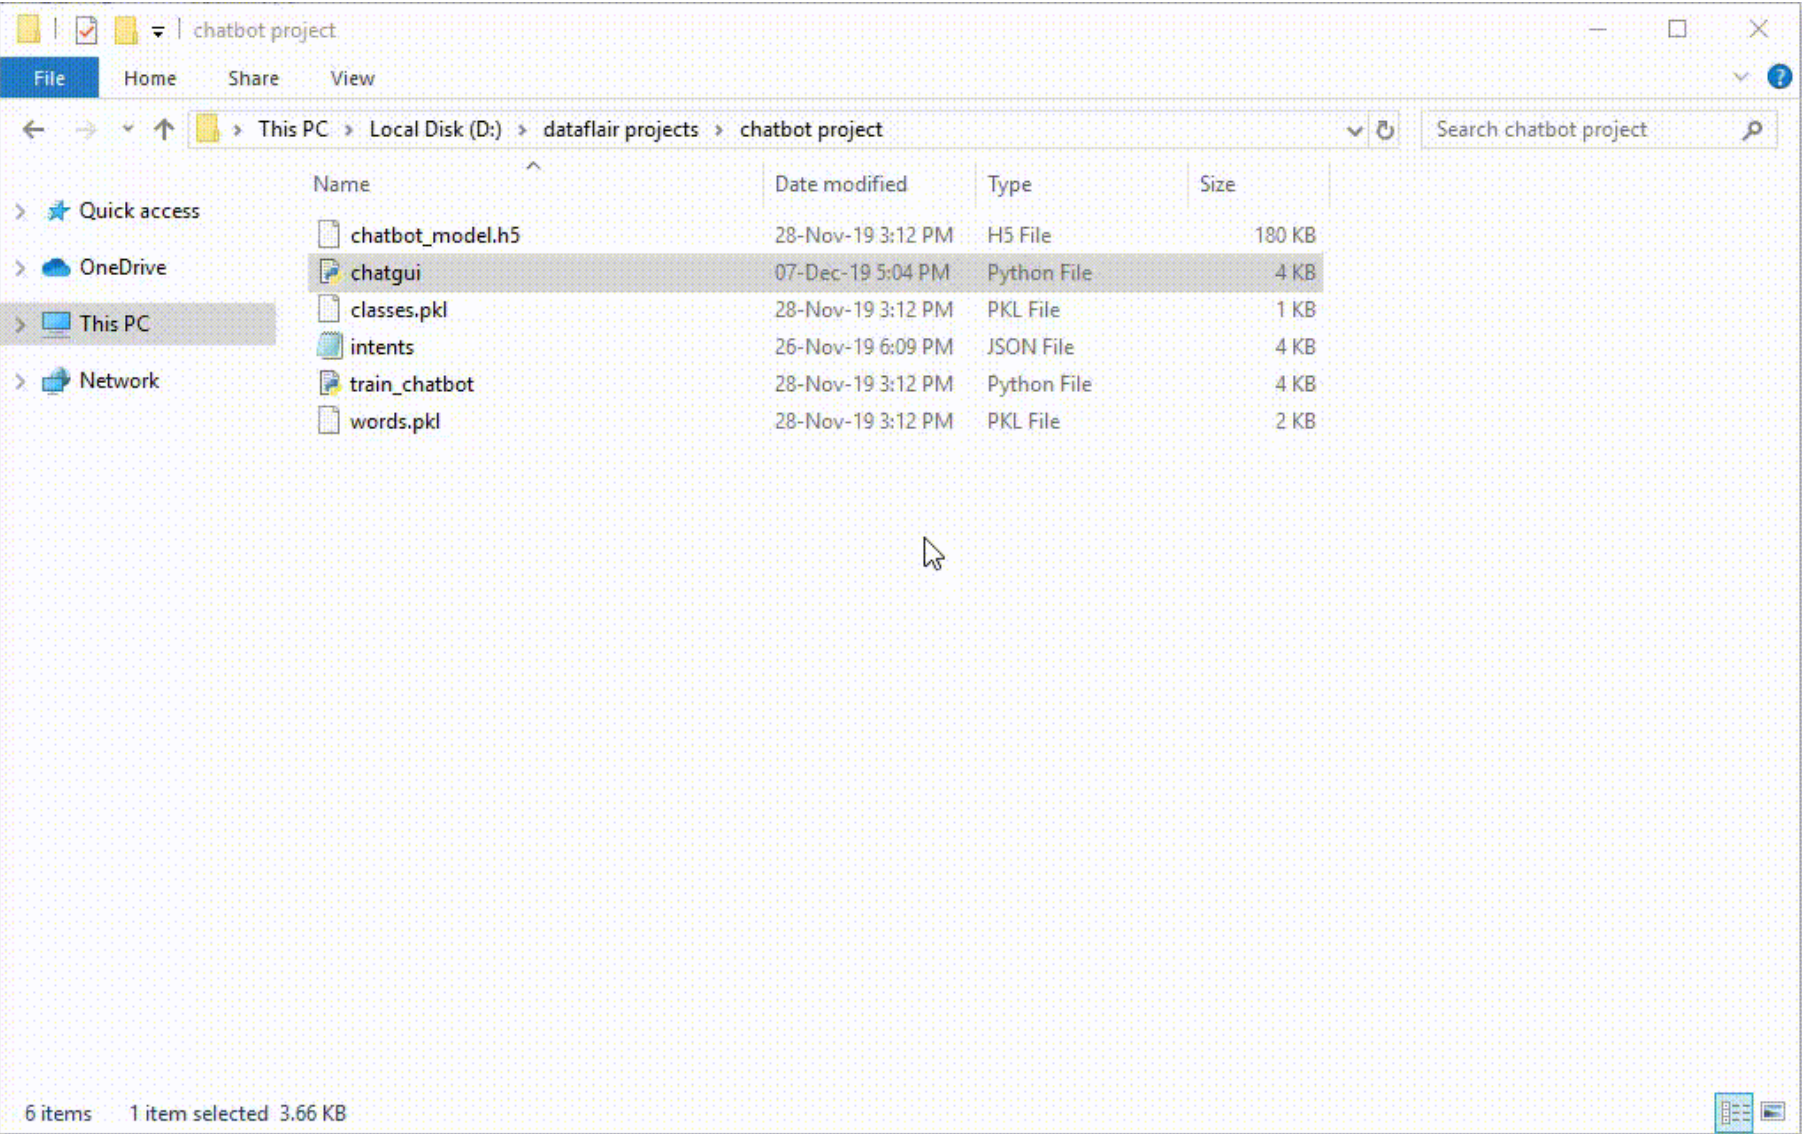 chatbot project
File Home Share View
This PC Local Disk (D:) dataflair projects chatbot project Search chatbot project
Name Date modified Type Size
Quick access
OneDrive
This PC
Network
chatbot_model.h5 28-Nov-19 3:12 PM H5 File 180 KB
chatgui 07-Dec-19 5:04 PM Python File 4 KB
classes.pkl 28-Nov-19 3:12 PM PKL File 1 KB
intents 26-Nov-19 6:09 PM JSON File 4 KB
train_chatbot 28-Nov-19 3:12 PM Python File 4 KB
words.pkl 28-Nov-19 3:12 PM PKL File 2 KB
6 items 1 item selected 3.66 KB